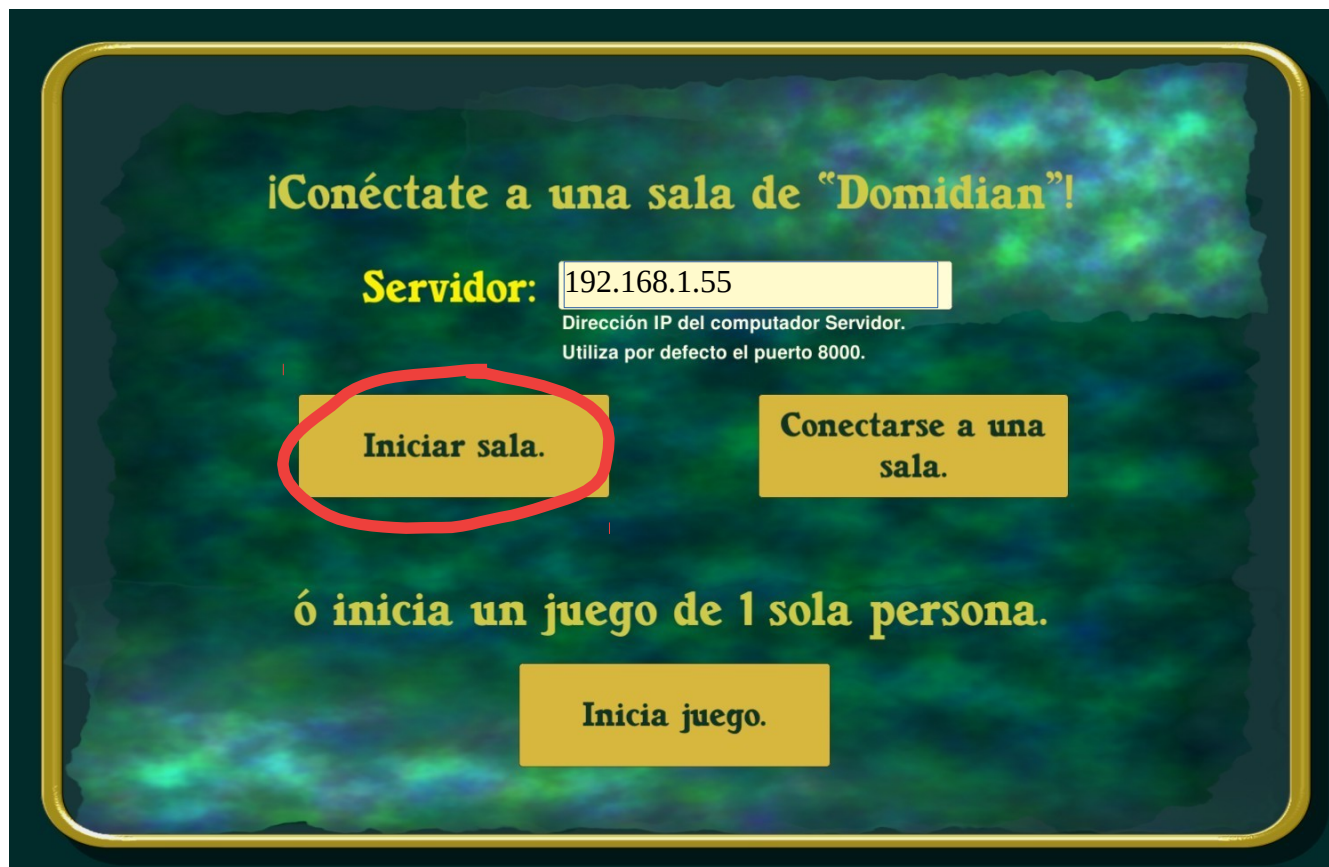 ¡Conéctate a una sala de “Domidian”!
Servidor: 192.168.1.55
Dirección IP del computador Servidor.
Utiliza por defecto el puerto 8000.
Iniciar sala.
Conectarse a una
sala.
ó inicia un juego de 1 sola persona.
Inicia juego.